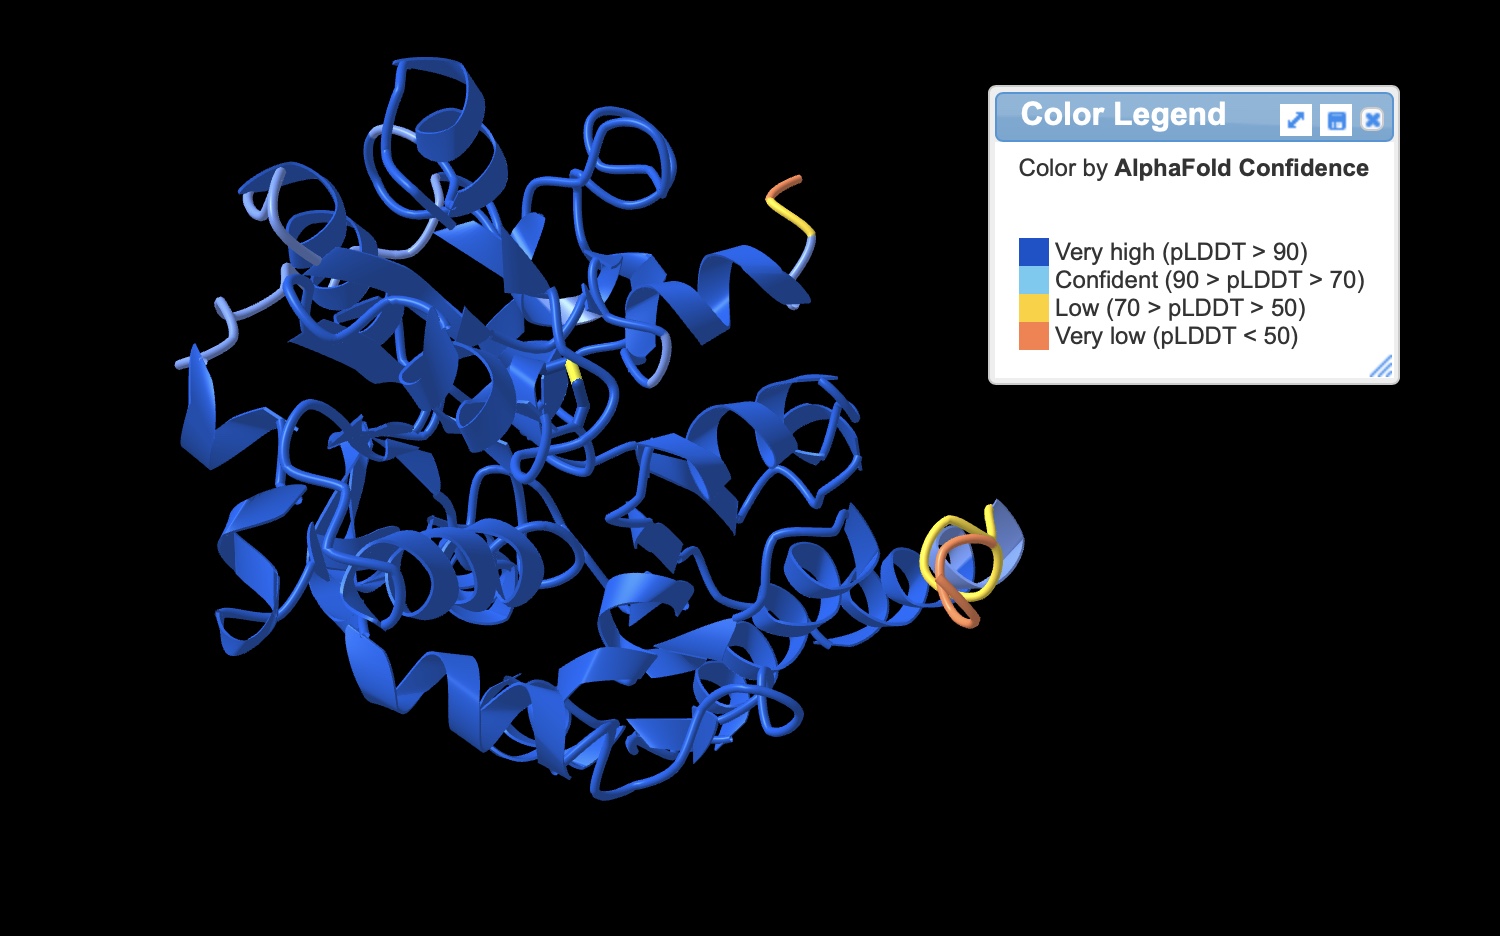 Color Legend
Color by AlphaFold Confidence
Very high (pLDDT > 90)
Confident (90 > pLDDT > 70)
Low (70 > pLDDT > 50)
Very low (pLDDT < 50)